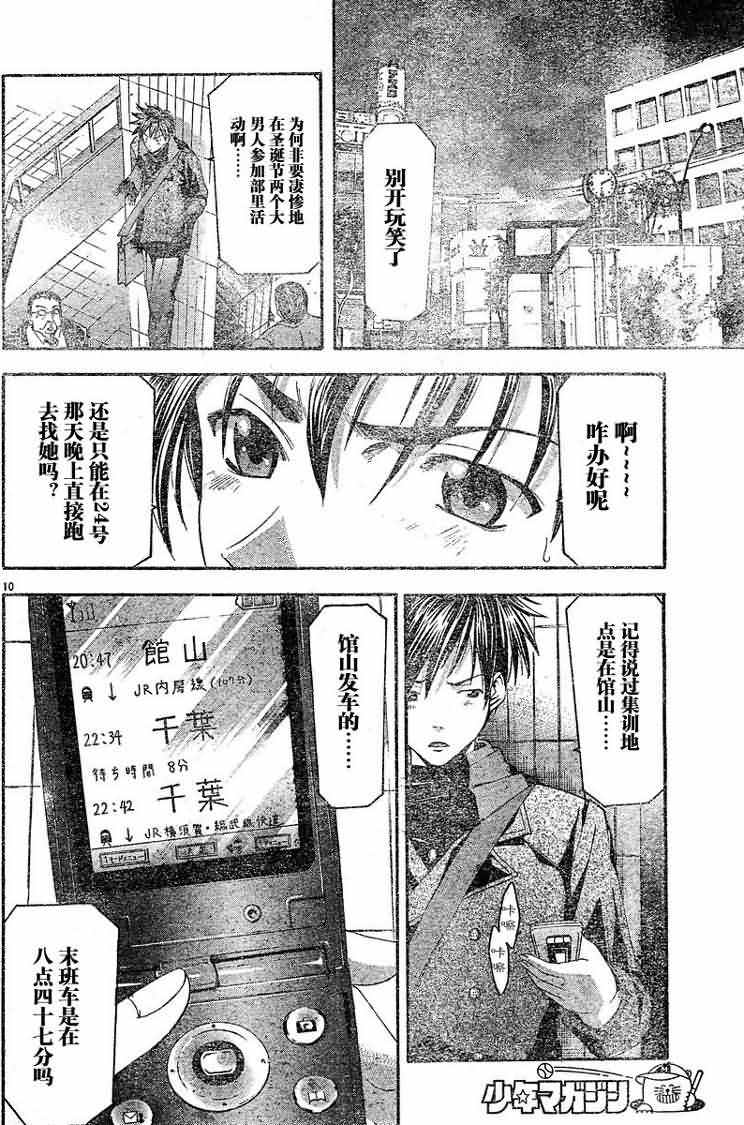 别开玩笑了
为何非要凄惨地
在圣诞节两个大
男人参加部里活
动啊……
啊~~~~
咋办好呢
还是只能在24号
那天晚上直接跑
去找她吗？
记得说过集训地
点是在馆山……
咔嚓
咔嚓
馆山发车的……
20:47 館山
↓ JR内房線(107分)
22:34 千葉
待ち時間 8分
22:42 千葉
↓ JR横須賀・総武線快速
末班车是在
八点四十七分吗
10
少年マガジン